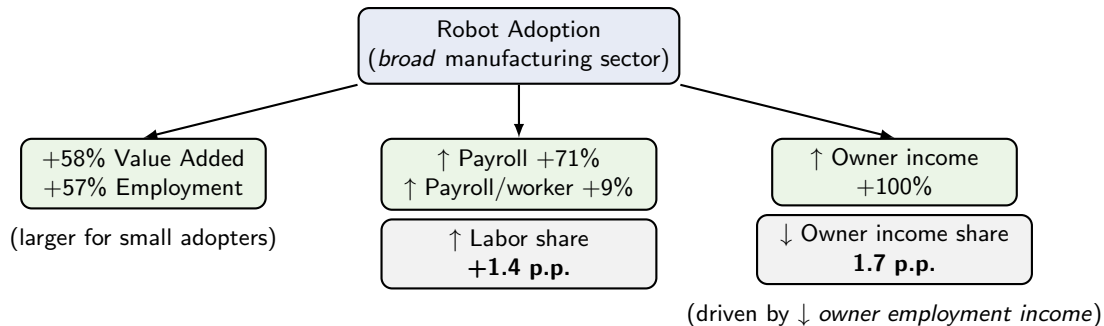 Robot Adoption
(broad manufacturing sector)
+58% Value Added
+57% Employment
(larger for small adopters)
↑ Payroll +71%
↑ Payroll/worker +9%
↑ Labor share
+1.4 p.p.
↑ Owner income
+100%
↓ Owner income share
1.7 p.p.
(driven by ↓ owner employment income)